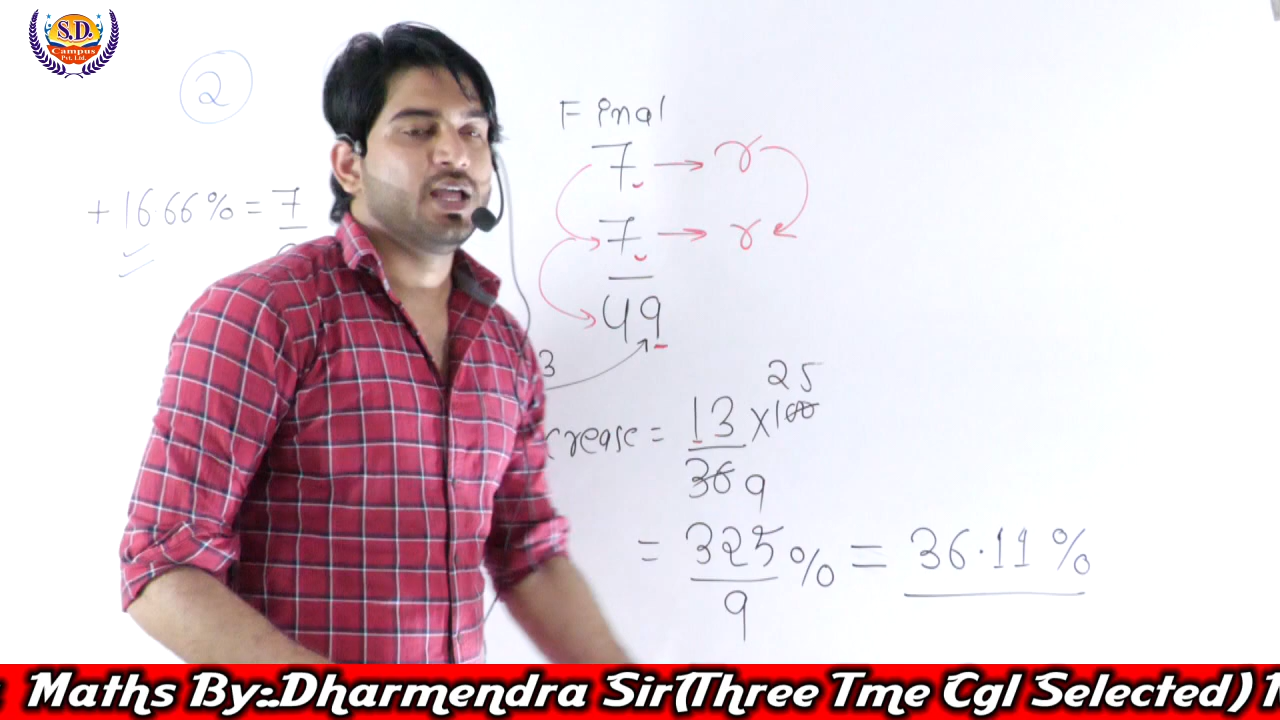 S.D.
Campus
Pvt. Ltd.
2
+ 16.66% = 7
Final
7 → r
7 → r
49
3
crease = 13 × 100
25
36 9
= 325 % = 36.11 %
9
Maths By:-Dharmendra Sir(Three Tme Cgl Selected)